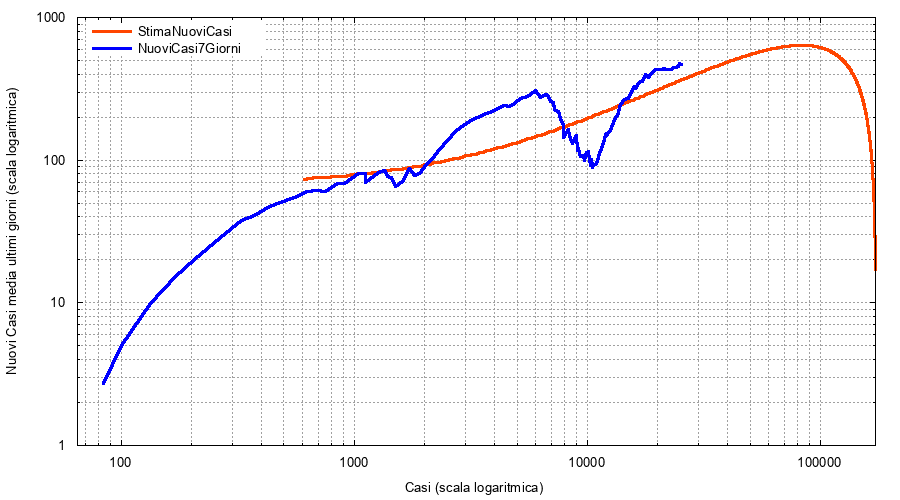 1000
StimaNuoviCasi
NuoviCasi7Giorni
100
10
1
Nuovi Casi media ultimi giorni (scala logaritmica)
100
1000
10000
100000
Casi (scala logaritmica)